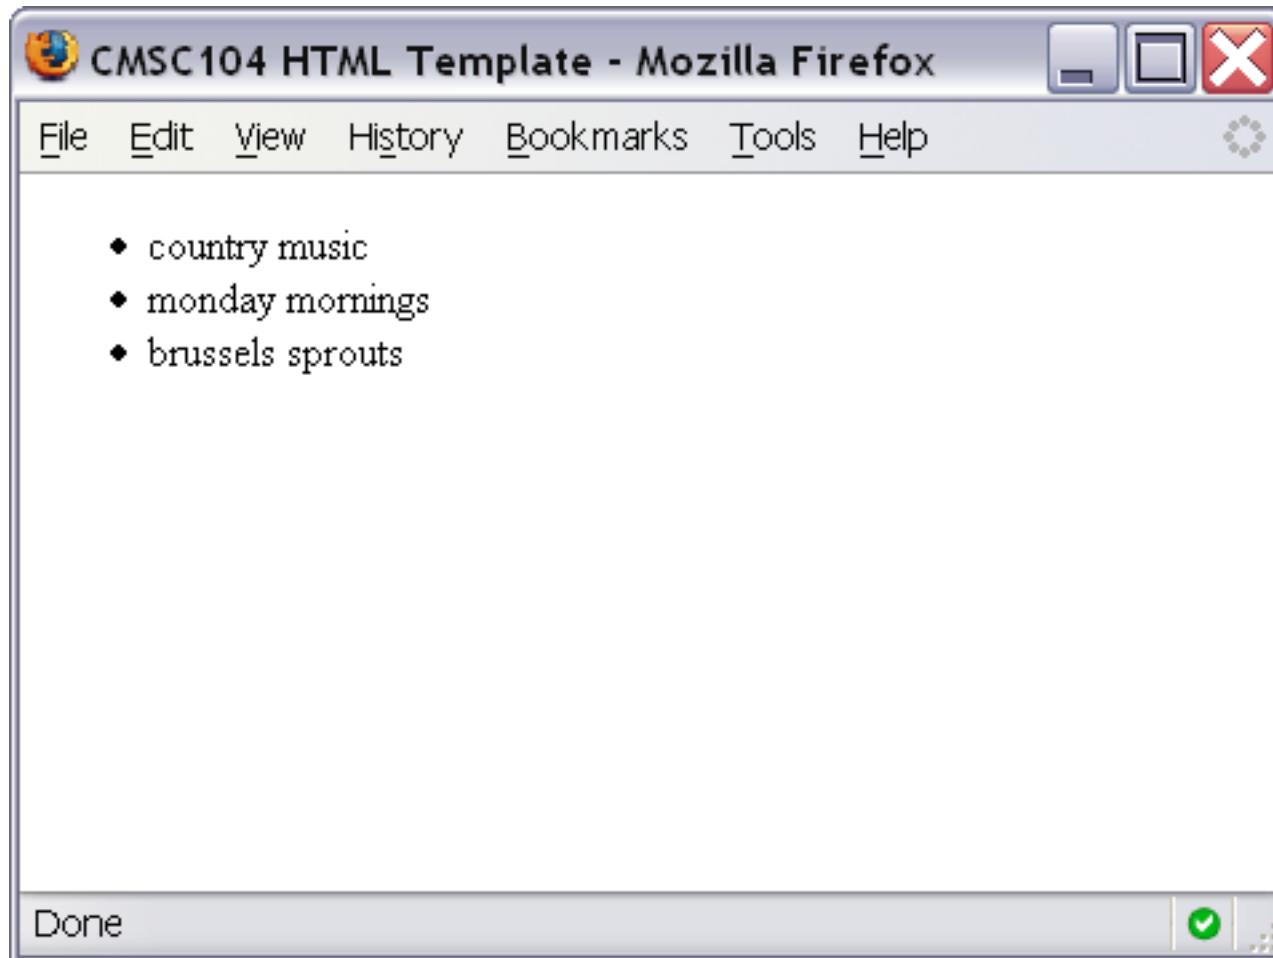 CMSC104 HTML Template - Mozilla Firefox
File Edit View History Bookmarks Tools Help
country music
monday mornings
brussels sprouts
Done